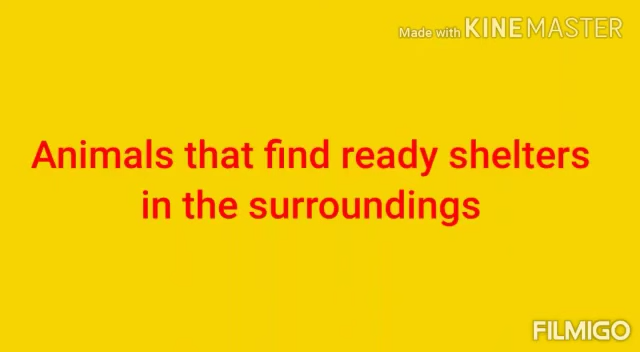 Made with KINEMASTER
Animals that find ready shelters
in the surroundings
FILMIGO